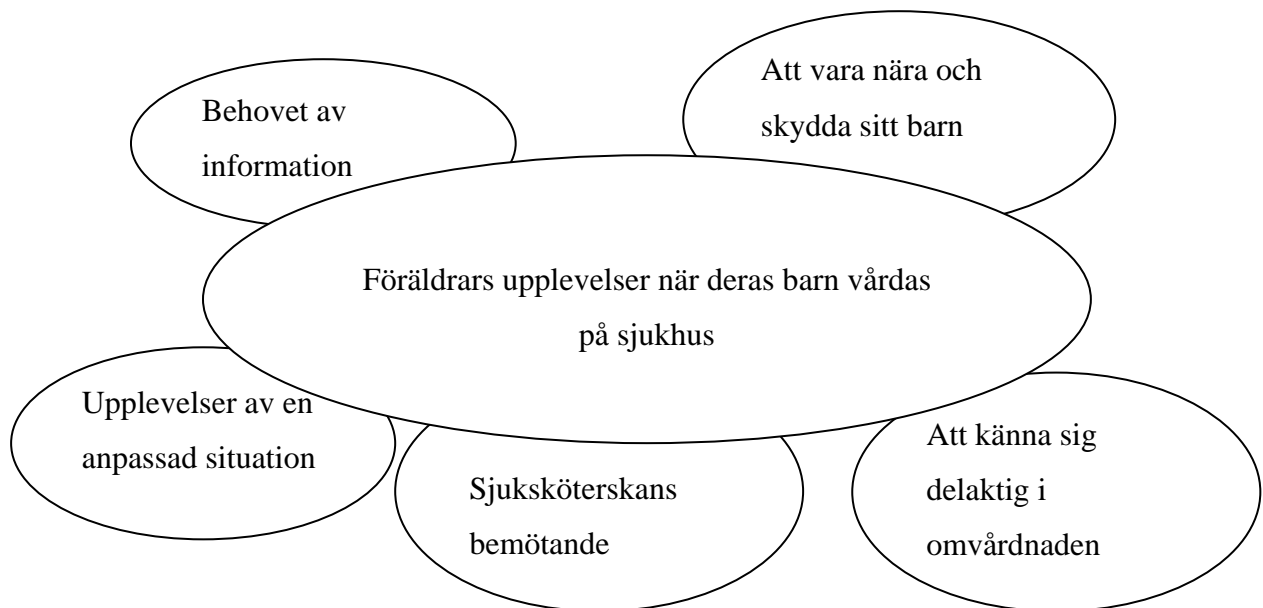 Behovet av
information
Att vara nära och
skydda sitt barn
Föräldrars upplevelser när deras barn vårdas
på sjukhus
Upplevelser av en
anpassad situation
Sjuksköterskans
bemötande
Att känna sig
delaktig i
omvårdnaden